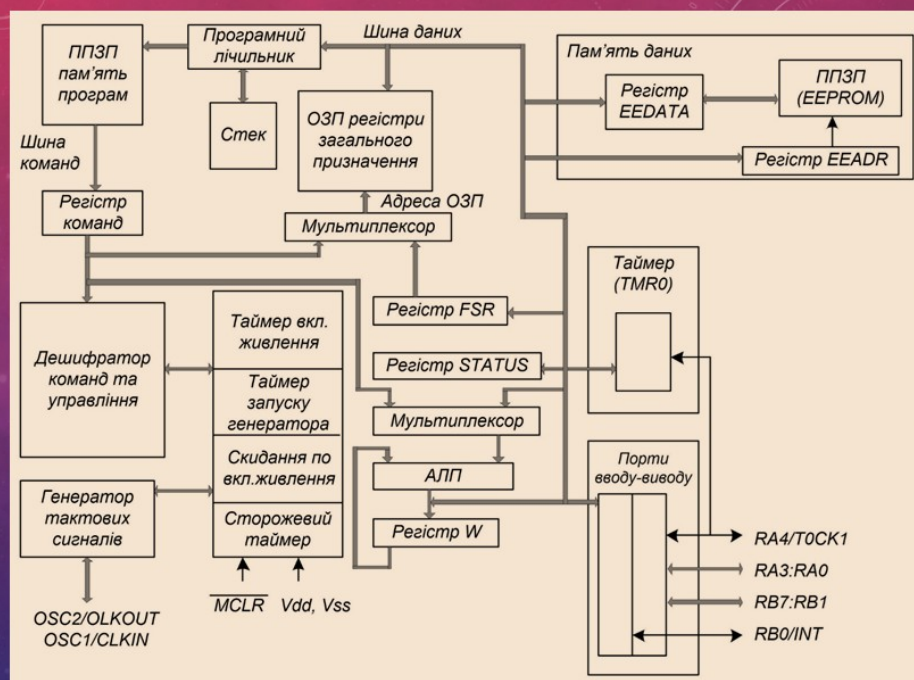 ППЗП
пам'ять
програм
Програмний
лічильник
Шина даних
Стек
ОЗП регістри
загального
призначення
Пам'ять даних
Регістр
EEDATA
ППЗП
(EEPROM)
Регістр EEADR
Шина
команд
Регістр
команд
Адреса ОЗП
Мультиплексор
Регістр FSR
Таймер
(TMR0)
Дешифратор
команд та
управління
Таймер вкл.
живлення
Таймер
запуску
генератора
Скидання по
вкл.живлення
Сторожевий
таймер
Регістр STATUS
Мультиплексор
АЛП
Регістр W
Порти
вводу-виводу
Генератор
тактових
сигналів
RA4/T0CK1
RA3:RA0
RB7:RB1
RB0/INT
MCLR
Vdd, Vss
OSC2/OLKOUT
OSC1/CLKIN